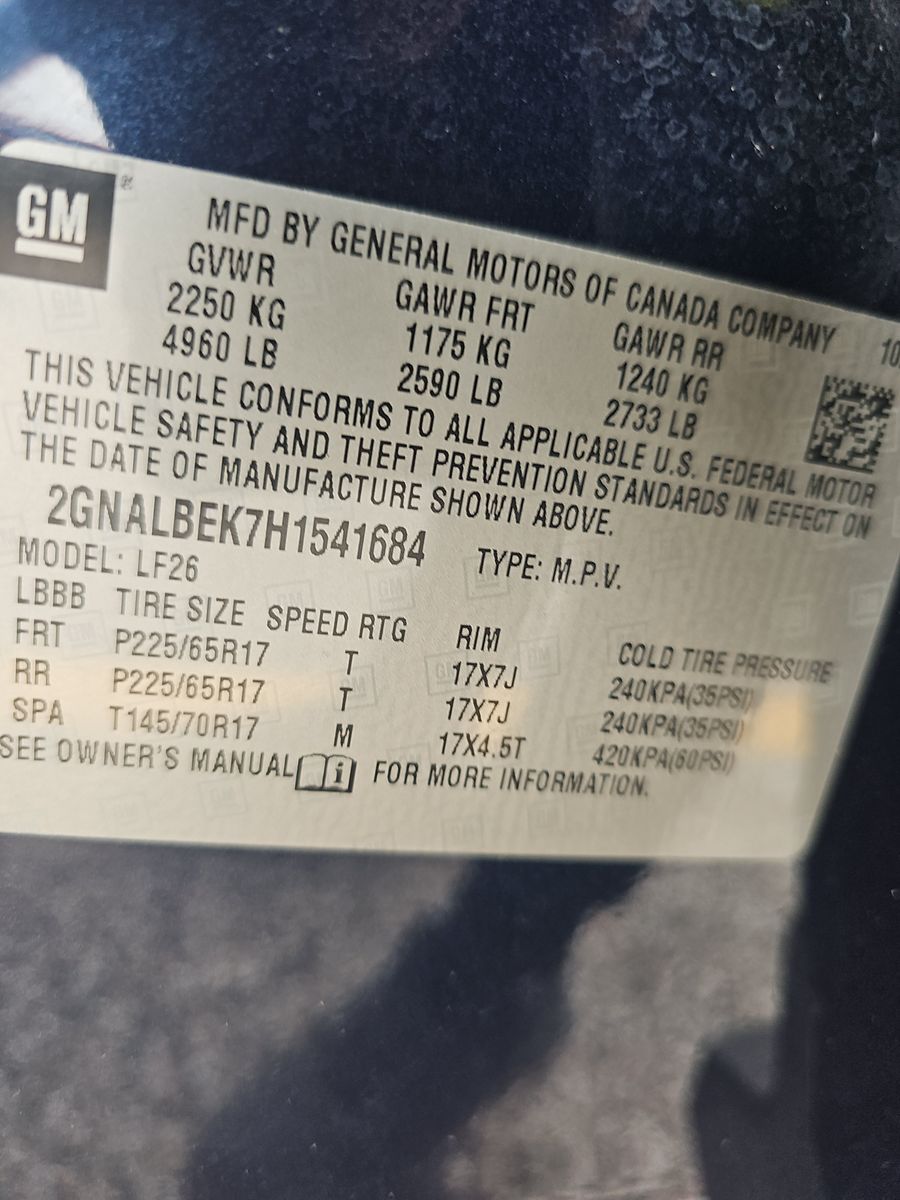 GM ®
MFD BY GENERAL MOTORS OF CANADA COMPANY 10
GVWR GAWR FRT GAWR RR
2250 KG 1175 KG 1240 KG
4960 LB 2590 LB 2733 LB
THIS VEHICLE CONFORMS TO ALL APPLICABLE U.S. FEDERAL MOTOR
VEHICLE SAFETY AND THEFT PREVENTION STANDARDS IN EFFECT ON
THE DATE OF MANUFACTURE SHOWN ABOVE.
2GNALBEK7H1541684 TYPE: M.P.V.
MODEL: LF26
LBBB TIRE SIZE SPEED RTG RIM COLD TIRE PRESSURE
FRT P225/65R17 T 17X7J 240KPA(35PSI)
RR P225/65R17 T 17X7J 240KPA(35PSI)
SPA T145/70R17 M 17X4.5T 420KPA(60PSI)
SEE OWNER'S MANUAL i FOR MORE INFORMATION.